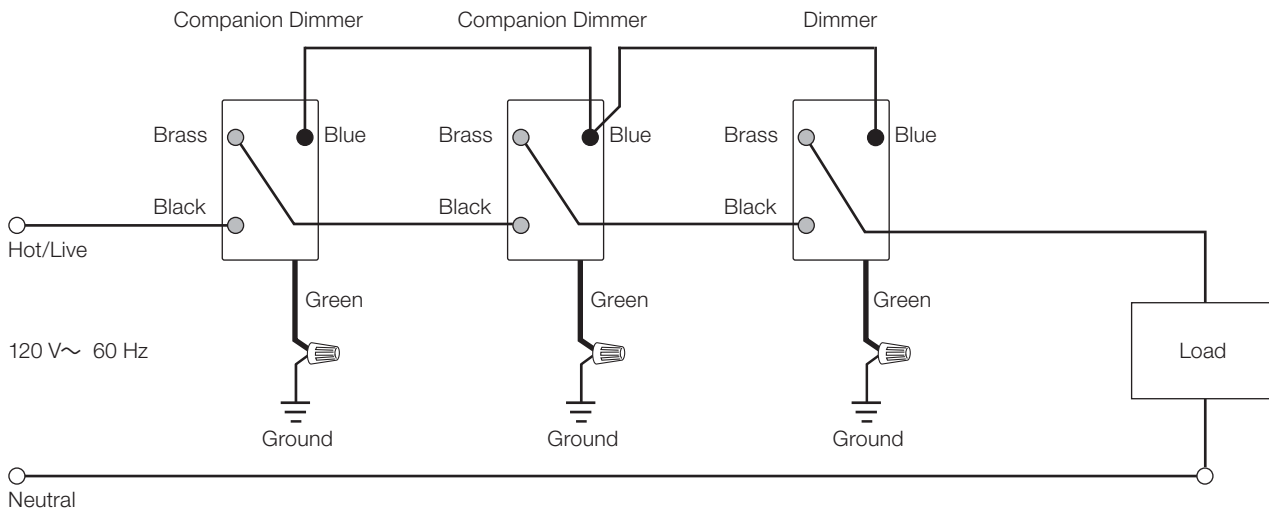 Companion Dimmer
Companion Dimmer
Dimmer
Brass
Blue
Brass
Blue
Brass
Blue
Black
Black
Black
Hot/Live
Green
Green
Green
120 V～ 60 Hz
Load
Ground
Ground
Ground
Neutral